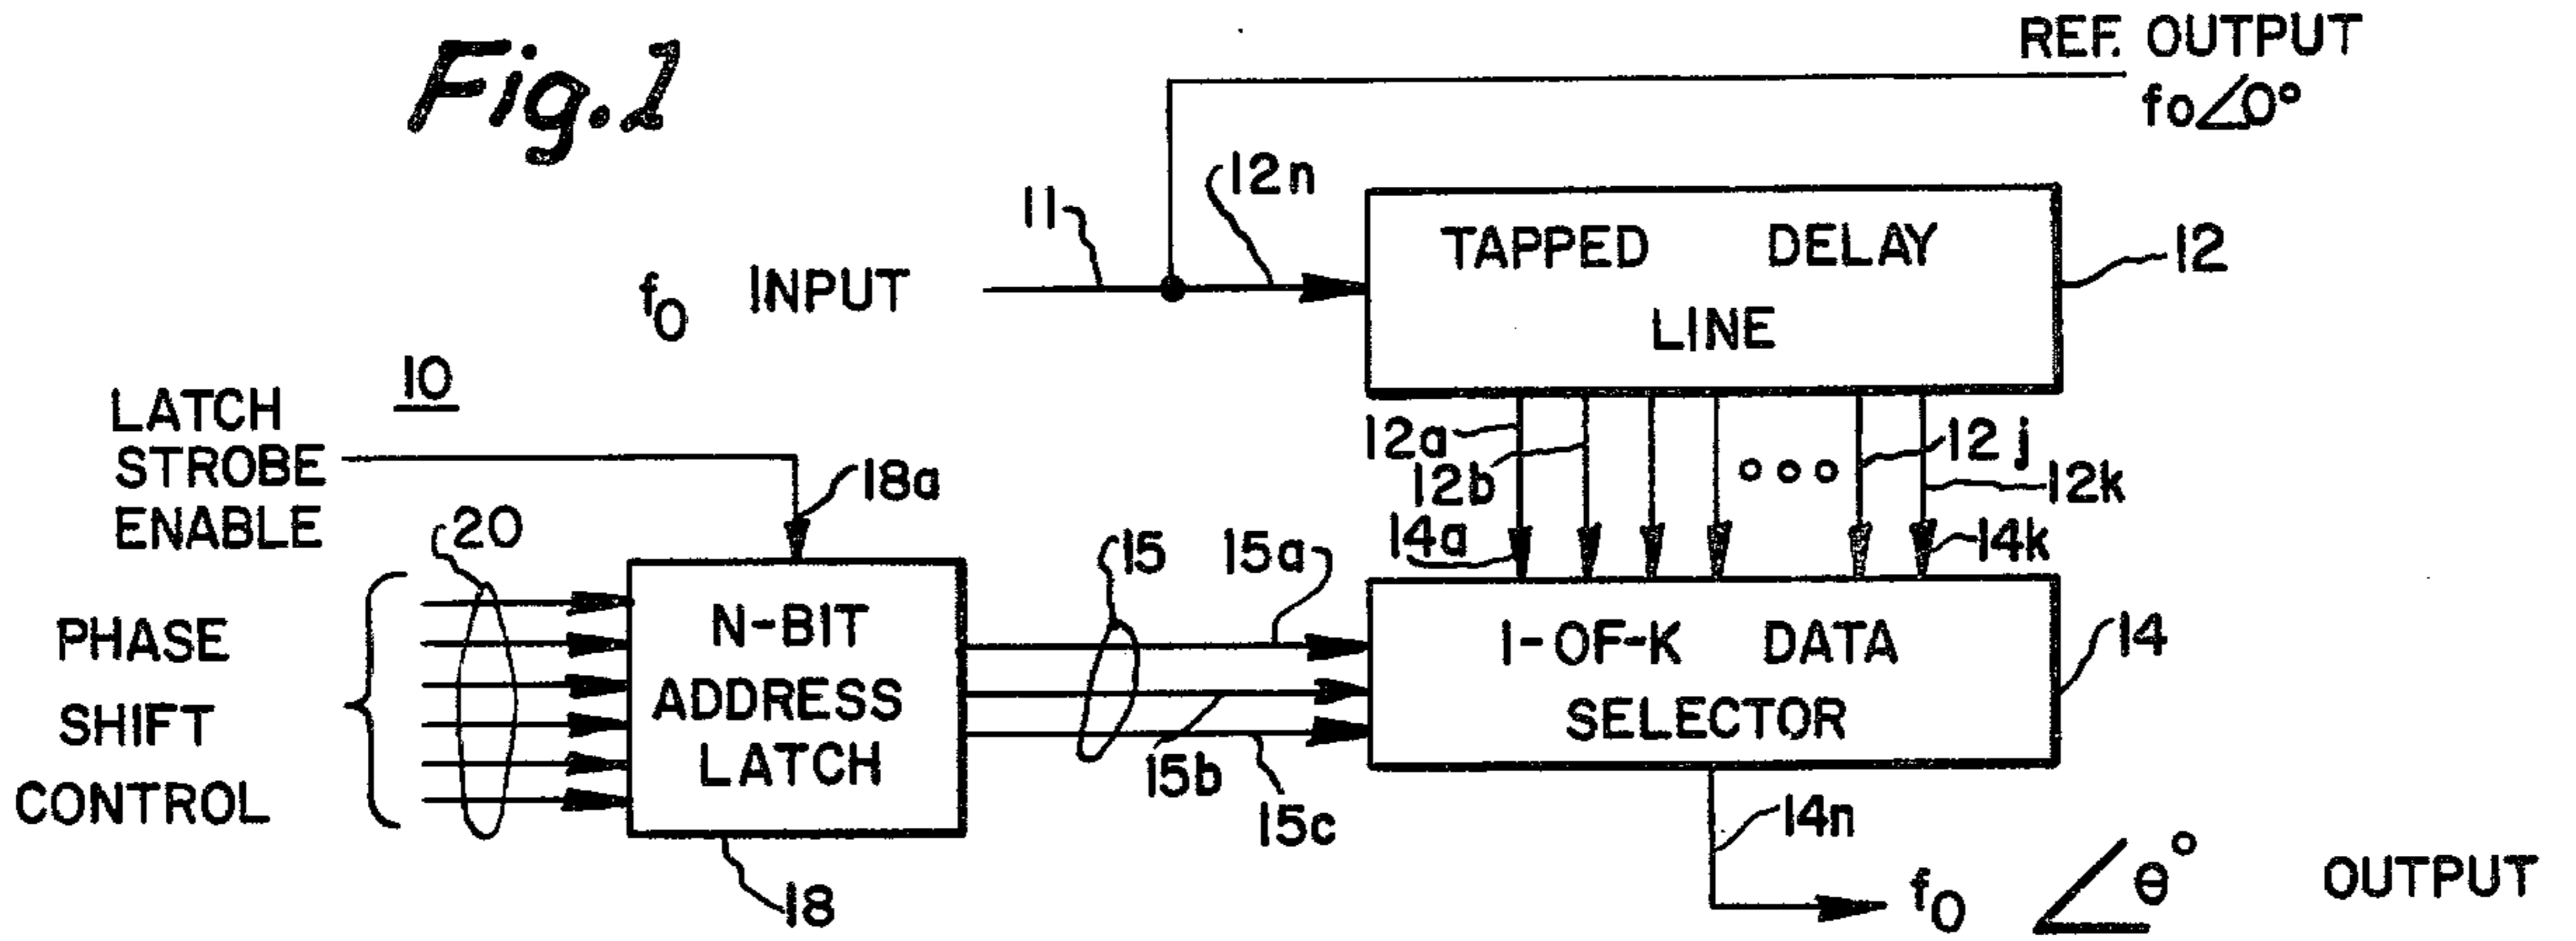 Fig.1
REF. OUTPUT
fo∠0°
11
12n
f0 INPUT
TAPPED DELAY
LINE
12
10
LATCH
STROBE
ENABLE
18a
12a
12b
12j
12k
14a
14k
20
15
15a
PHASE
SHIFT
CONTROL
N-BIT
ADDRESS
LATCH
1-OF-K DATA
SELECTOR
14
15b
15c
18
14n
f0 ∠θ° OUTPUT